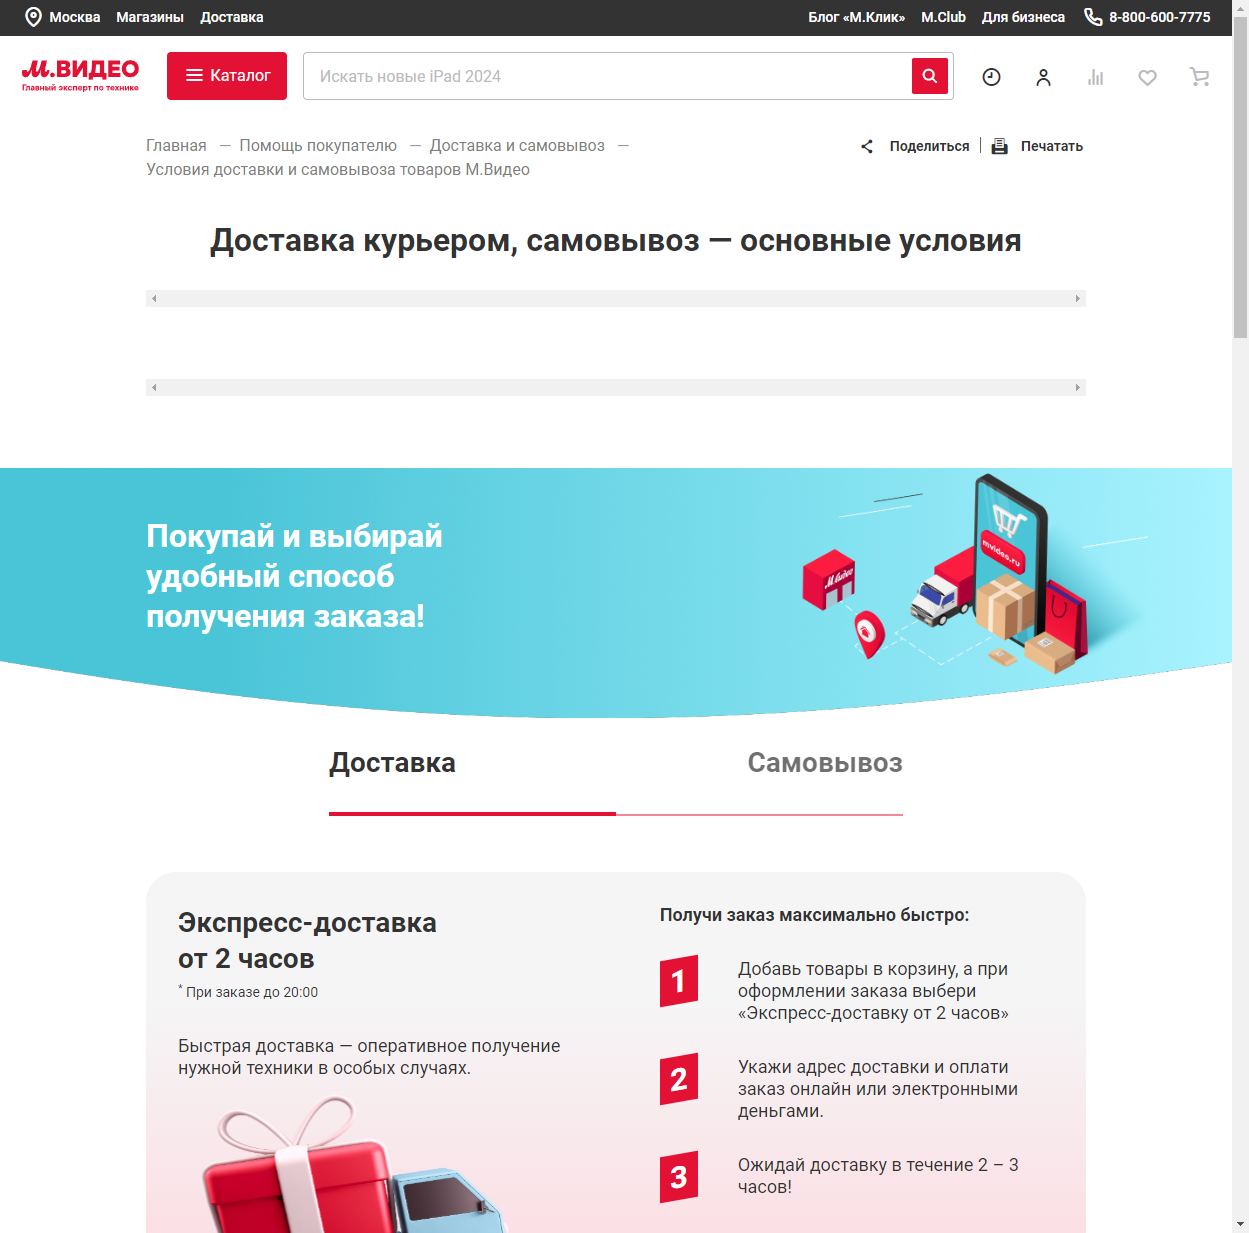 Москва Магазины Доставка Блог «М.Клик» M.Club Для бизнеса 8-800-600-7775
М.ВИДЕО
Главный эксперт по технике
Каталог
Искать новые iPad 2024
Главная — Помощь покупателю — Доставка и самовывоз —
Условия доставки и самовывоза товаров М.Видео
Поделиться Печатать
Доставка курьером, самовывоз — основные условия
Покупай и выбирай
удобный способ
получения заказа!
М.Видео
mvideo.ru
Доставка Самовывоз
Экспресс-доставка
от 2 часов
* При заказе до 20:00
Быстрая доставка — оперативное получение
нужной техники в особых случаях.
Получи заказ максимально быстро:
1
Добавь товары в корзину, а при
оформлении заказа выбери
«Экспресс-доставку от 2 часов»
2
Укажи адрес доставки и оплати
заказ онлайн или электронными
деньгами.
3
Ожидай доставку в течение 2 – 3
часов!